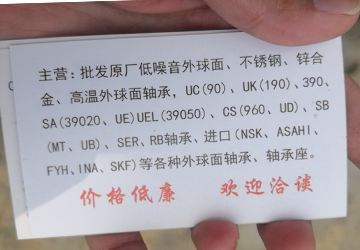 主营：批发原厂低噪音外球面、不锈钢、锌合
金、高温外球面轴承，UC(90)、UK(190)、390、
SA(39020、UE)UEL(39050)、CS(960、UD)、SB
(MT、UB)、SER、RB轴承、进口(NSK、ASAHI、
FYH、INA、SKF)等各种外球面轴承、轴承座。
价格低廉 欢迎洽谈